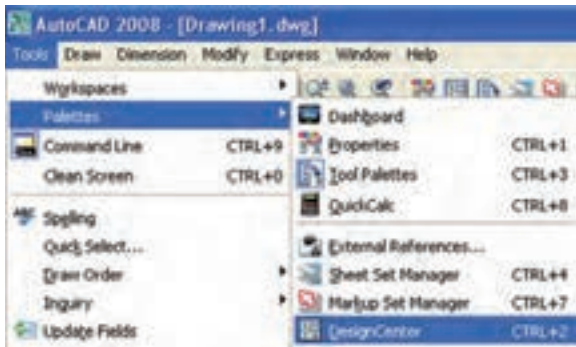 AutoCAD 2008 - [Drawing1.dwg]
Tools Draw Dimension Modify Express Window Help
Workspaces
Palettes
Command Line CTRL+9
Clean Screen CTRL+0
Spelling
Quick Select...
Draw Order
Inquiry
Update Fields
Dashboard
Properties CTRL+1
Tool Palettes CTRL+3
QuickCalc CTRL+8
External References...
Sheet Set Manager CTRL+4
Markup Set Manager CTRL+7
DesignCenter CTRL+2